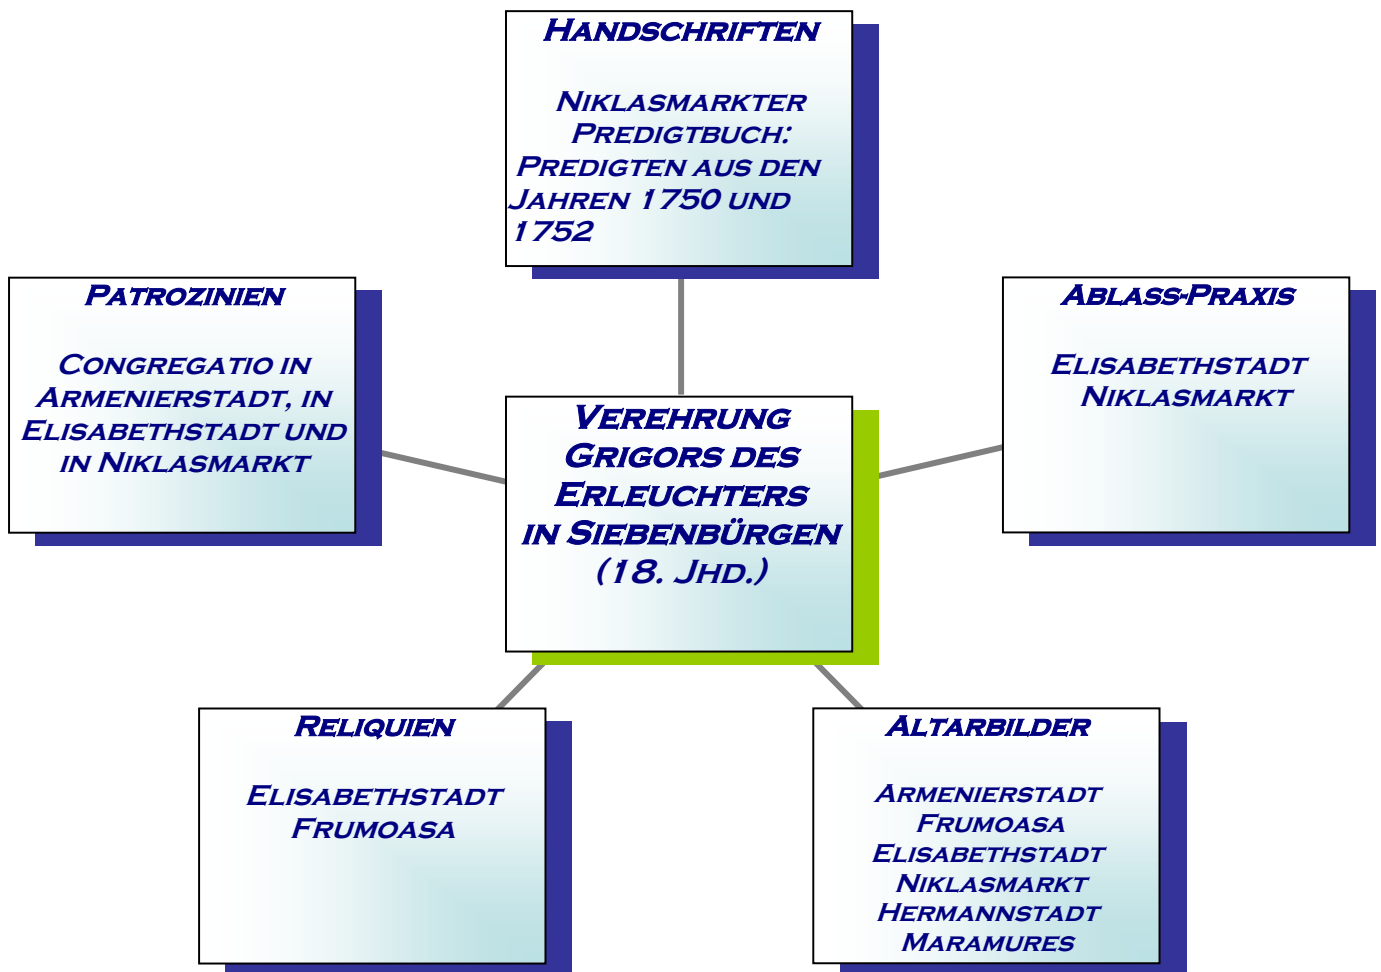 Handschriften
Niklasmarkter
Predigtbuch:
Predigten aus den
Jahren 1750 und
1752
Patrozinien
Congregatio in
Armenierstadt, in
Elisabethstadt und
in Niklasmarkt
Ablass-Praxis
Elisabethstadt
Niklasmarkt
Verehrung
Grigors des
Erleuchters
in Siebenbürgen
(18. Jhd.)
Reliquien
Elisabethstadt
Frumoasa
Altarbilder
Armenierstadt
Frumoasa
Elisabethstadt
Niklasmarkt
Hermannstadt
Maramures